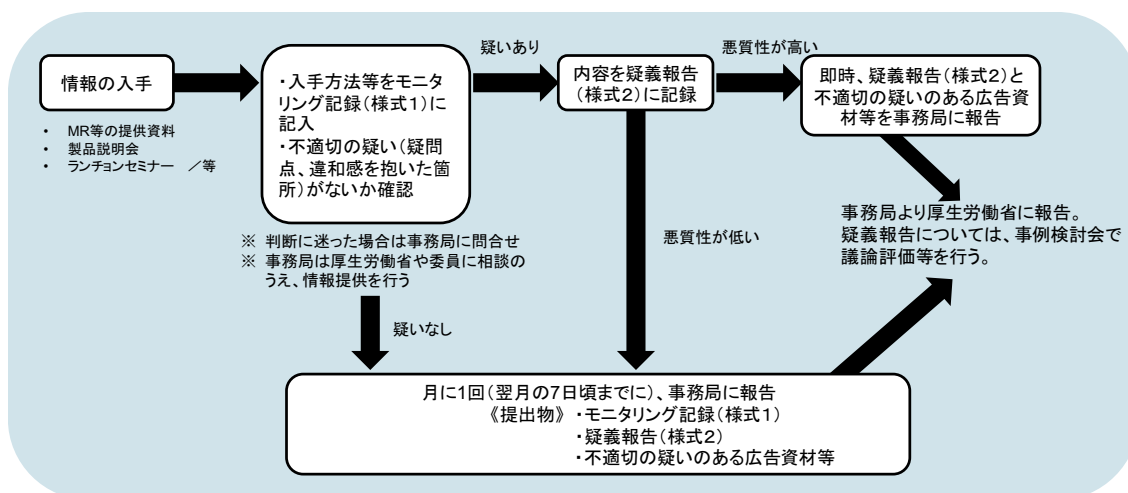 情報の入手
・ MR等の提供資料
・ 製品説明会
・ ランチョンセミナー ／等
・入手方法等をモニ
タリング記録(様式1)に
記入
・不適切の疑い(疑問
点、違和感を抱いた箇
所)がないか確認
※ 判断に迷った場合は事務局に問合せ
※ 事務局は厚生労働省や委員に相談の
うえ、情報提供を行う
疑いあり
内容を疑義報告
(様式2)に記録
悪質性が高い
即時、疑義報告(様式2)と
不適切の疑いのある広告資
材等を事務局に報告
悪質性が低い
疑いなし
事務局より厚生労働省に報告。
疑義報告については、事例検討会で
議論評価等を行う。
月に1回(翌月の7日頃までに)、事務局に報告
《提出物》 ・モニタリング記録(様式1)
・疑義報告(様式2)
・不適切の疑いのある広告資材等